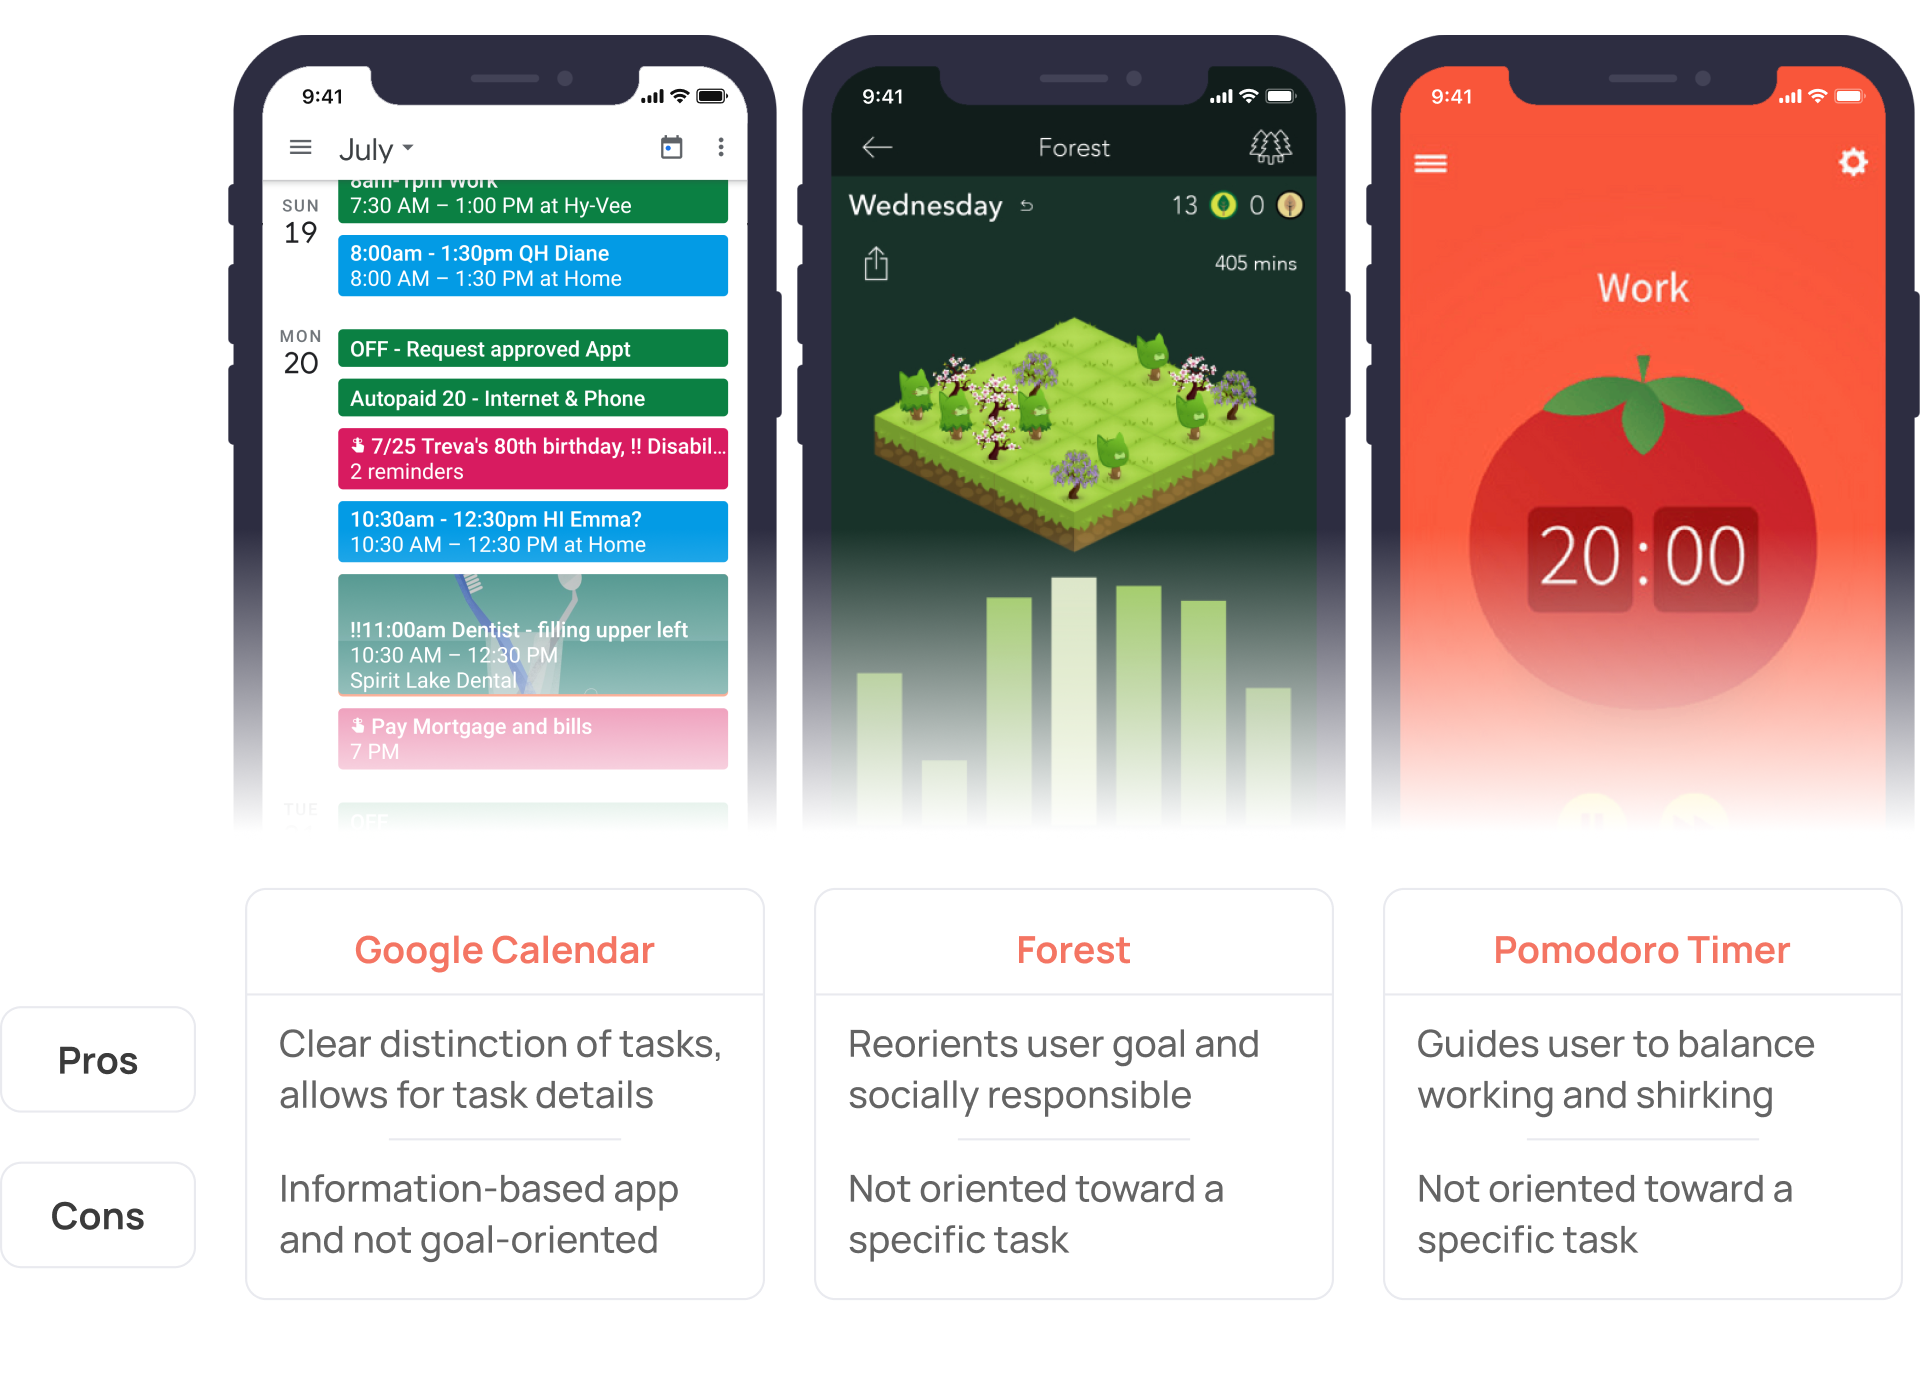 9:41
July
8am-1pm Work
7:30 AM – 1:00 PM at Hy-Vee
SUN
19
8:00am - 1:30pm QH Diane
8:00 AM – 1:30 PM at Home
MON
20
OFF - Request approved Appt
Autopaid 20 - Internet & Phone
7/25 Treva's 80th birthday, !! Disabil...
2 reminders
10:30am - 12:30pm HI Emma?
10:30 AM – 12:30 PM at Home
!!11:00am Dentist - filling upper left
10:30 AM – 12:30 PM
Spirit Lake Dental
Pay Mortgage and bills
7 PM
TUE
OFF
9:41
Forest
Wednesday
13 0
405 mins
9:41
Work
20:00
Google Calendar
Forest
Pomodoro Timer
Pros
Clear distinction of tasks,
allows for task details
Reorients user goal and
socially responsible
Guides user to balance
working and shirking
Cons
Information-based app
and not goal-oriented
Not oriented toward a
specific task
Not oriented toward a
specific task